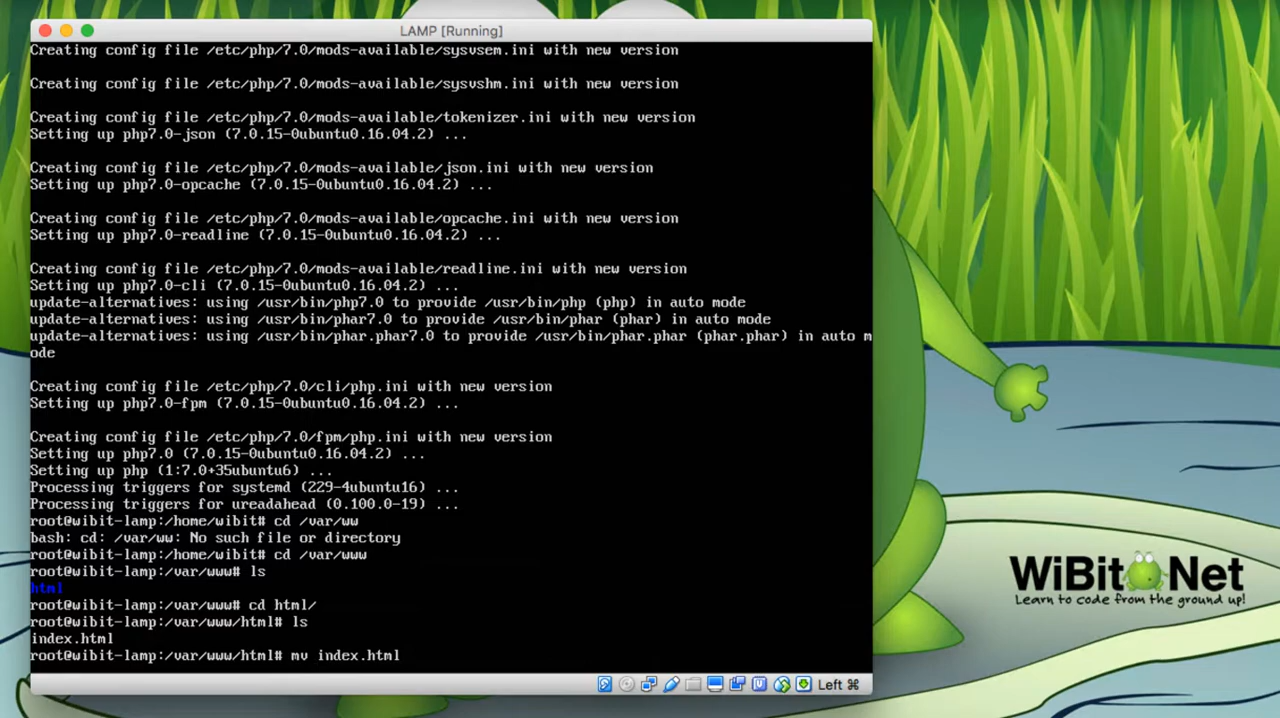 LAMP [Running]
Creating config file /etc/php/7.0/mods-available/sysvsem.ini with new version
Creating config file /etc/php/7.0/mods-available/sysvshm.ini with new version
Creating config file /etc/php/7.0/mods-available/tokenizer.ini with new version
Setting up php7.0-json (7.0.15-0ubuntu0.16.04.2) ...
Creating config file /etc/php/7.0/mods-available/json.ini with new version
Setting up php7.0-opcache (7.0.15-0ubuntu0.16.04.2) ...
Creating config file /etc/php/7.0/mods-available/opcache.ini with new version
Setting up php7.0-readline (7.0.15-0ubuntu0.16.04.2) ...
Creating config file /etc/php/7.0/mods-available/readline.ini with new version
Setting up php7.0-cli (7.0.15-0ubuntu0.16.04.2) ...
update-alternatives: using /usr/bin/php7.0 to provide /usr/bin/php (php) in auto mode
update-alternatives: using /usr/bin/phar7.0 to provide /usr/bin/phar (phar) in auto mode
update-alternatives: using /usr/bin/phar.phar7.0 to provide /usr/bin/phar.phar (phar.phar) in auto m
ode
Creating config file /etc/php/7.0/cli/php.ini with new version
Setting up php7.0-fpm (7.0.15-0ubuntu0.16.04.2) ...
Creating config file /etc/php/7.0/fpm/php.ini with new version
Setting up php7.0 (7.0.15-0ubuntu0.16.04.2) ...
Setting up php (1:7.0+35ubuntu6) ...
Processing triggers for systemd (229-4ubuntu16) ...
Processing triggers for ureadahead (0.100.0-19) ...
root@wibit-lamp:/home/wibit# cd /var/ww
bash: cd: /var/ww: No such file or directory
root@wibit-lamp:/home/wibit# cd /var/www
root@wibit-lamp:/var/www# ls
html
root@wibit-lamp:/var/www# cd html/
root@wibit-lamp:/var/www/html# ls
index.html
root@wibit-lamp:/var/www/html# mv index.html
Left ⌘
WiBit Net
Learn to code from the ground up!